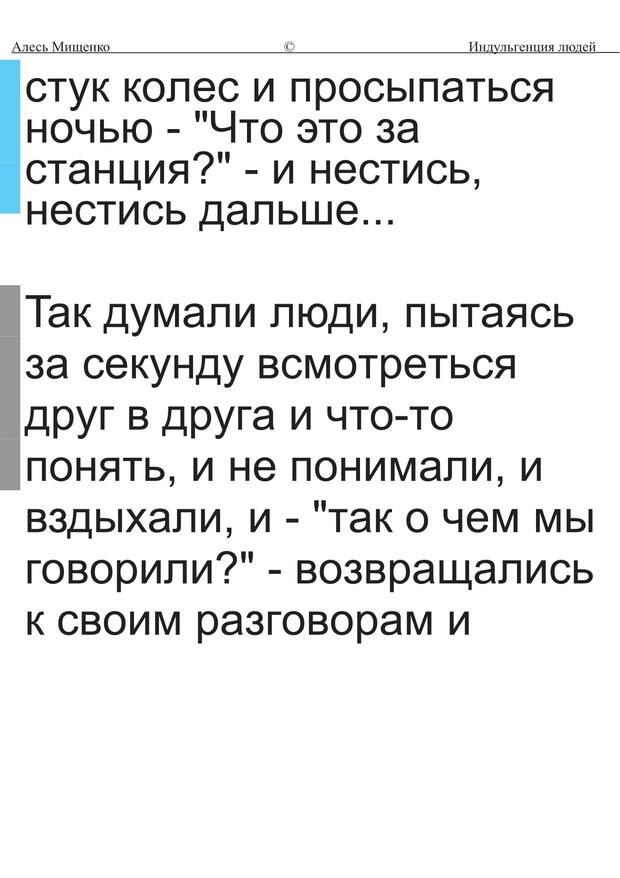 Алесь Мищенко © Индульгенция людей
стук колес и просыпаться
ночью - "Что это за
станция?" - и нестись,
нестись дальше...
Так думали люди, пытаясь
за секунду всмотреться
друг в друга и что-то
понять, и не понимали, и
вздыхали, и - "так о чем мы
говорили?" - возвращались
к своим разговорам и